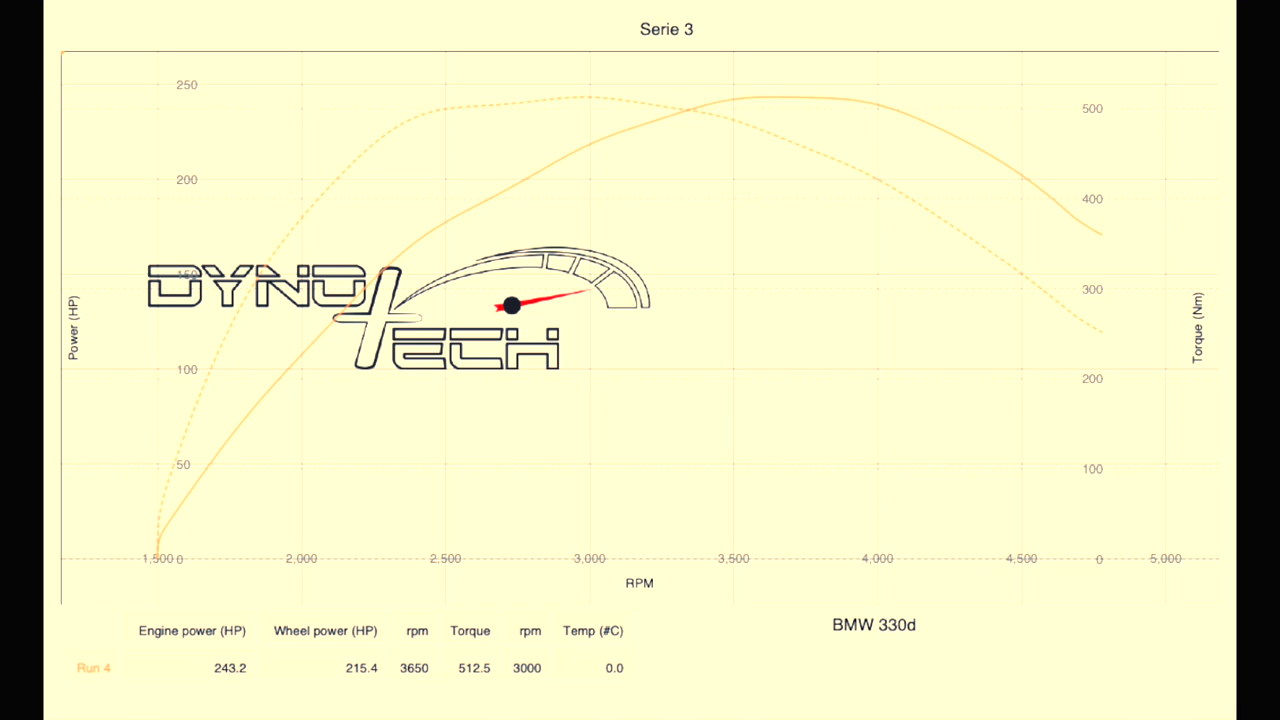 Serie 3
250
200
150
100
50
0
500
400
300
200
100
0
Power (HP)
Torque (Nm)
DYNO
TECH
1,500 2,000 2,500 3,000 3,500 4,000 4,500 5,000
RPM
BMW 330d
Engine power (HP) Wheel power (HP) rpm Torque rpm Temp (#C)
Run 4 243.2 215.4 3650 512.5 3000 0.0